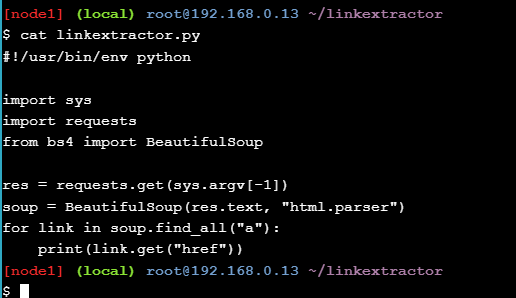 [node1] (local) root@192.168.0.13 ~/linkextractor
$ cat linkextractor.py
#!/usr/bin/env python

import sys
import requests
from bs4 import BeautifulSoup

res = requests.get(sys.argv[-1])
soup = BeautifulSoup(res.text, "html.parser")
for link in soup.find_all("a"):
    print(link.get("href"))
[node1] (local) root@192.168.0.13 ~/linkextractor
$